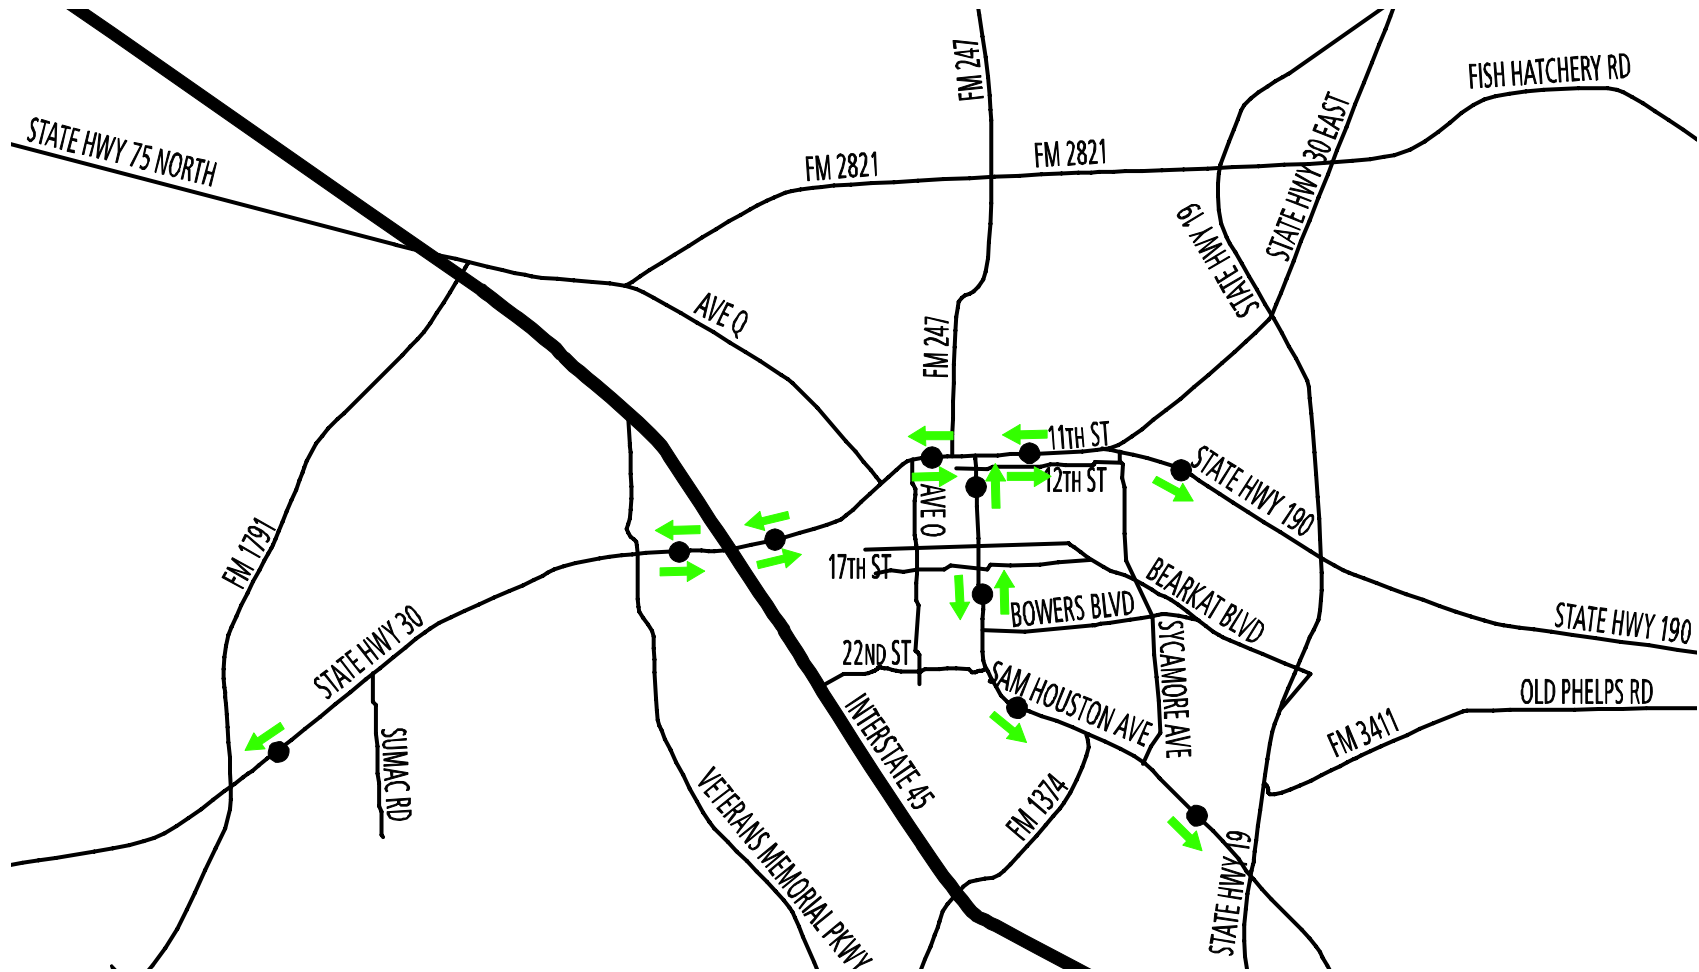 FM 247
FISH HATCHERY RD
STATE HWY 75 NORTH
FM 2821
FM 2821
STATE HWY 30 EAST
STATE HWY 19
AVE Q
FM 247
11TH ST
12TH ST
STATE HWY 190
AVE O
FM 1791
17TH ST
BEARKAT BLVD
BOWERS BLVD
STATE HWY 190
STATE HWY 30
22ND ST
SYCAMORE AVE
SAM HOUSTON AVE
OLD PHELPS RD
INTERSTATE 45
FM 3411
SUMAC RD
VETERANS MEMORIAL PKWY
FM 1374
STATE HWY 19